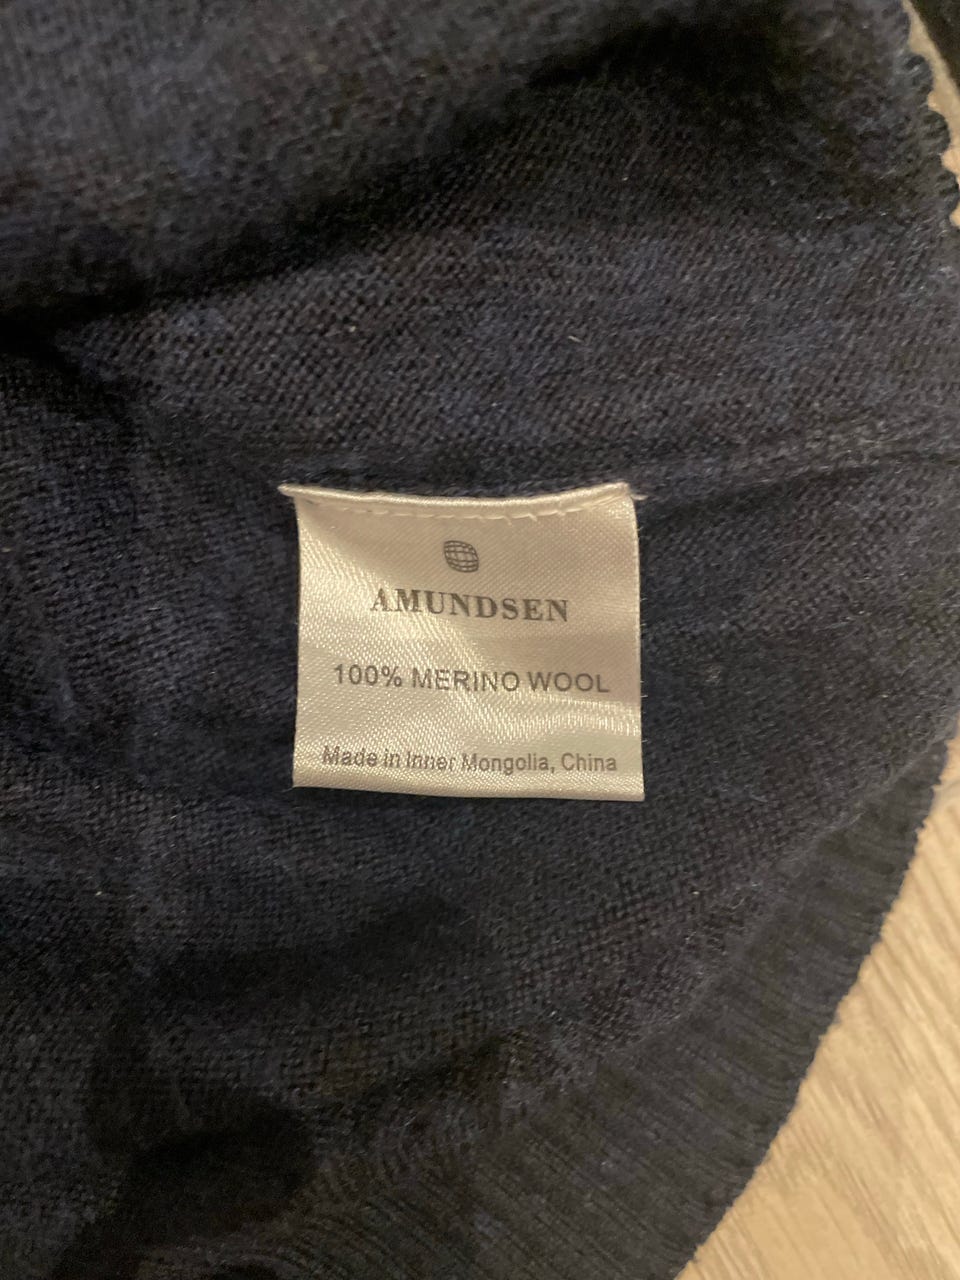 AMUNDSEN
100% MERINO WOOL
Made in Inner Mongolia, China